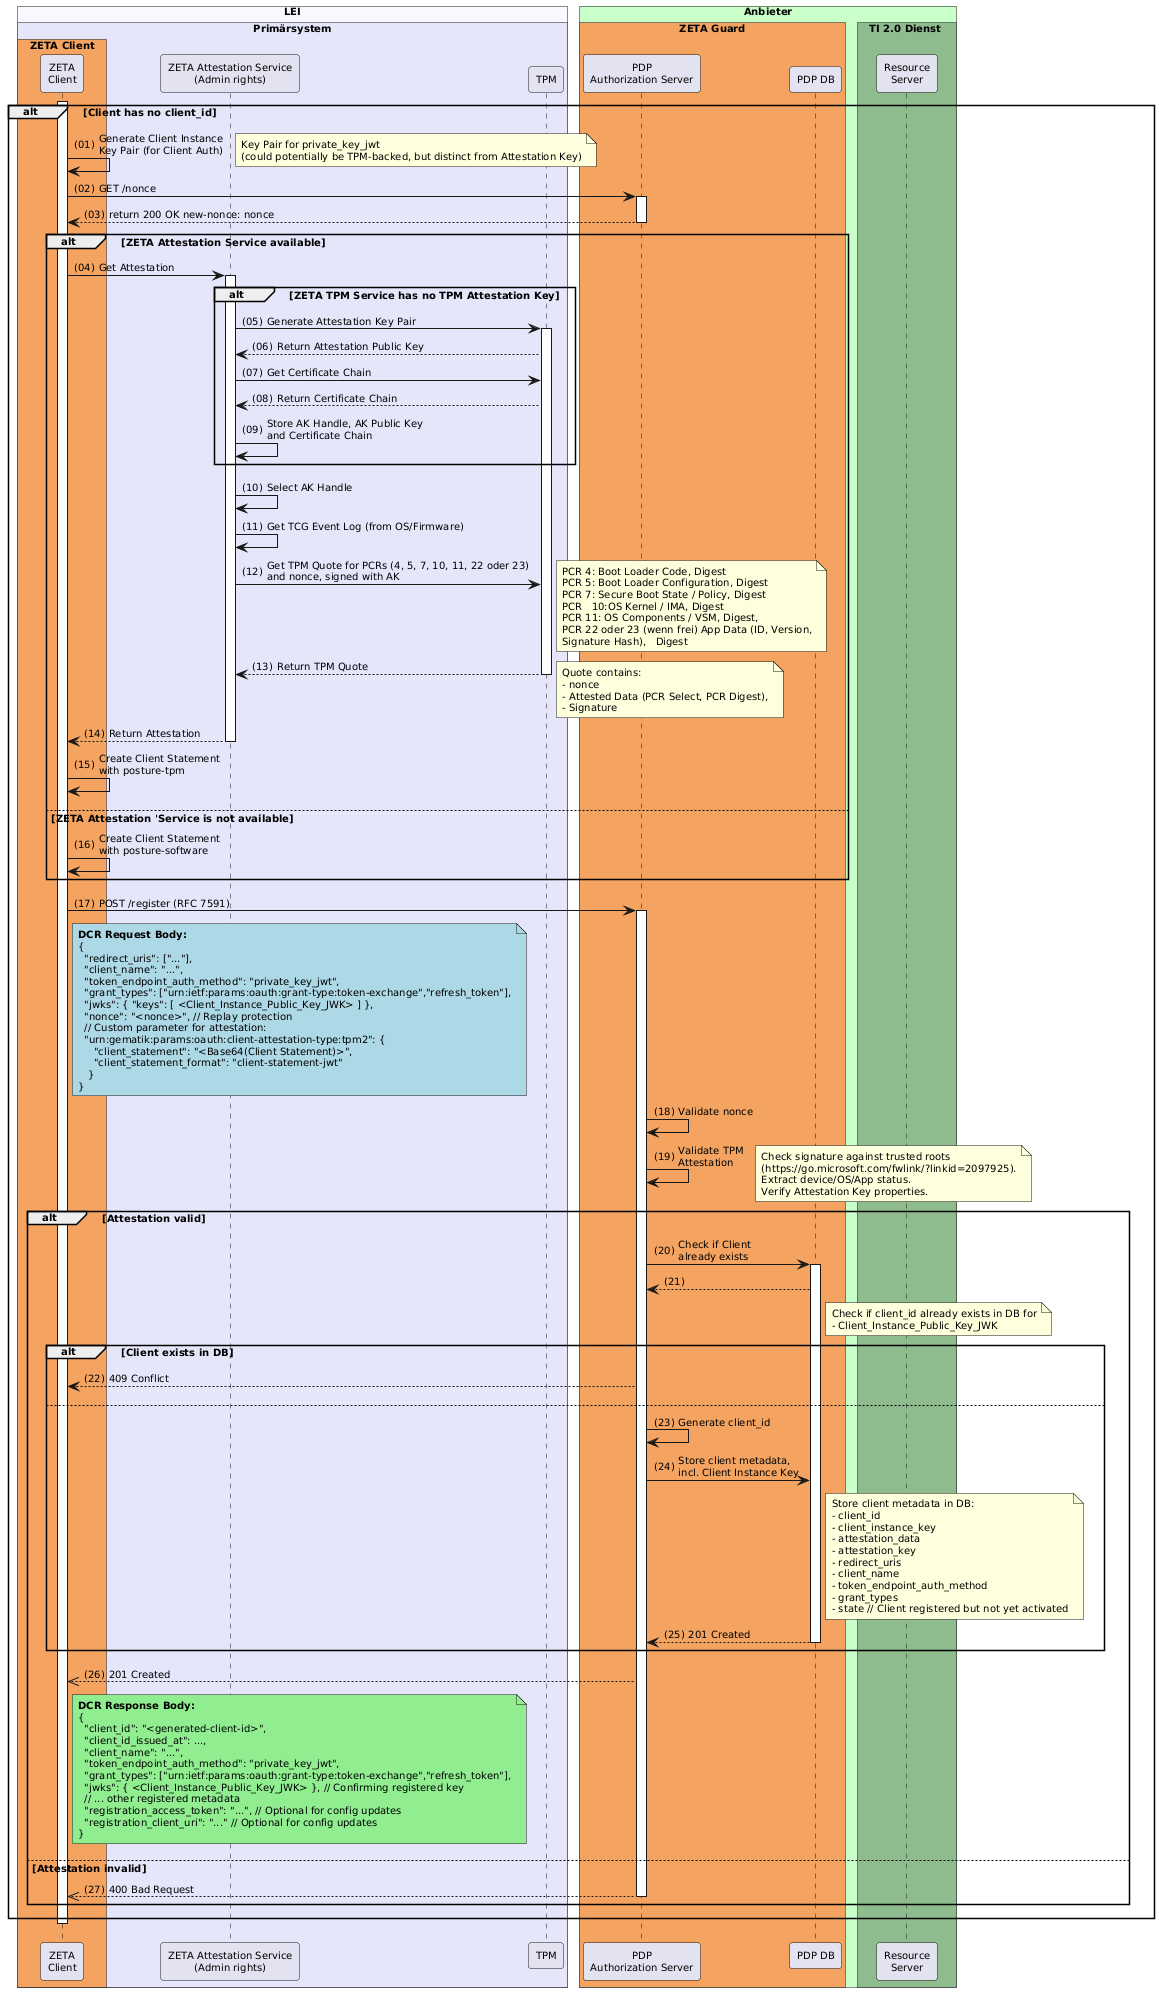 LEI
Anbieter
Primärsystem
ZETA Guard
TI 2.0 Dienst
ZETA Client
ZETA
Client
ZETA Attestation Service
(Admin rights)
TPM
PDP
Authorization Server
PDP DB
Resource
Server
alt
[Client has no client_id]
(01) Generate Client Instance
Key Pair (for Client Auth)
Key Pair for private_key_jwt
(could potentially be TPM-backed, but distinct from Attestation Key)
(02) GET /nonce
(03) return 200 OK new-nonce: nonce
alt
[ZETA Attestation Service available]
(04) Get Attestation
alt
[ZETA TPM Service has no TPM Attestation Key]
(05) Generate Attestation Key Pair
(06) Return Attestation Public Key
(07) Get Certificate Chain
(08) Return Certificate Chain
(09) Store AK Handle, AK Public Key
and Certificate Chain
(10) Select AK Handle
(11) Get TCG Event Log (from OS/Firmware)
(12) Get TPM Quote for PCRs (4, 5, 7, 10, 11, 22 oder 23)
and nonce, signed with AK
PCR 4: Boot Loader Code, Digest
PCR 5: Boot Loader Configuration, Digest
PCR 7: Secure Boot State / Policy, Digest
PCR   10:OS Kernel / IMA, Digest
PCR 11: OS Components / VSM, Digest,
PCR 22 oder 23 (wenn frei) App Data (ID, Version,
Signature Hash),   Digest
(13) Return TPM Quote
Quote contains:
- nonce
- Attested Data (PCR Select, PCR Digest),
- Signature
(14) Return Attestation
(15) Create Client Statement
with posture-tpm
[ZETA Attestation 'Service is not available]
(16) Create Client Statement
with posture-software
(17) POST /register (RFC 7591)
DCR Request Body:
{
"redirect_uris": ["..."],
"client_name": "...",
"token_endpoint_auth_method": "private_key_jwt",
"grant_types": ["urn:ietf:params:oauth:grant-type:token-exchange","refresh_token"],
"jwks": { "keys": [ <Client_Instance_Public_Key_JWK> ] },
"nonce": "<nonce>", // Replay protection
// Custom parameter for attestation:
"urn:gematik:params:oauth:client-attestation-type:tpm2": {
"client_statement": "<Base64(Client Statement)>",
"client_statement_format": "client-statement-jwt"
}
}
(18) Validate nonce
(19) Validate TPM
Attestation
Check signature against trusted roots
(https://go.microsoft.com/fwlink/?linkid=2097925).
Extract device/OS/App status.
Verify Attestation Key properties.
alt
[Attestation valid]
(20) Check if Client
already exists
(21)
Check if client_id already exists in DB for
- Client_Instance_Public_Key_JWK
alt
[Client exists in DB]
(22) 409 Conflict
(23) Generate client_id
(24) Store client metadata,
incl. Client Instance Key
Store client metadata in DB:
- client_id
- client_instance_key
- attestation_data
- attestation_key
- redirect_uris
- client_name
- token_endpoint_auth_method
- grant_types
- state // Client registered but not yet activated
(25) 201 Created
(26) 201 Created
DCR Response Body:
{
"client_id": "<generated-client-id>",
"client_id_issued_at": ...,
"client_name": "...",
"token_endpoint_auth_method": "private_key_jwt",
"grant_types": ["urn:ietf:params:oauth:grant-type:token-exchange","refresh_token"],
"jwks": { <Client_Instance_Public_Key_JWK> }, // Confirming registered key
// ... other registered metadata
"registration_access_token": "...", // Optional for config updates
"registration_client_uri": "..." // Optional for config updates
}
[Attestation invalid]
(27) 400 Bad Request
ZETA
Client
ZETA Attestation Service
(Admin rights)
TPM
PDP
Authorization Server
PDP DB
Resource
Server